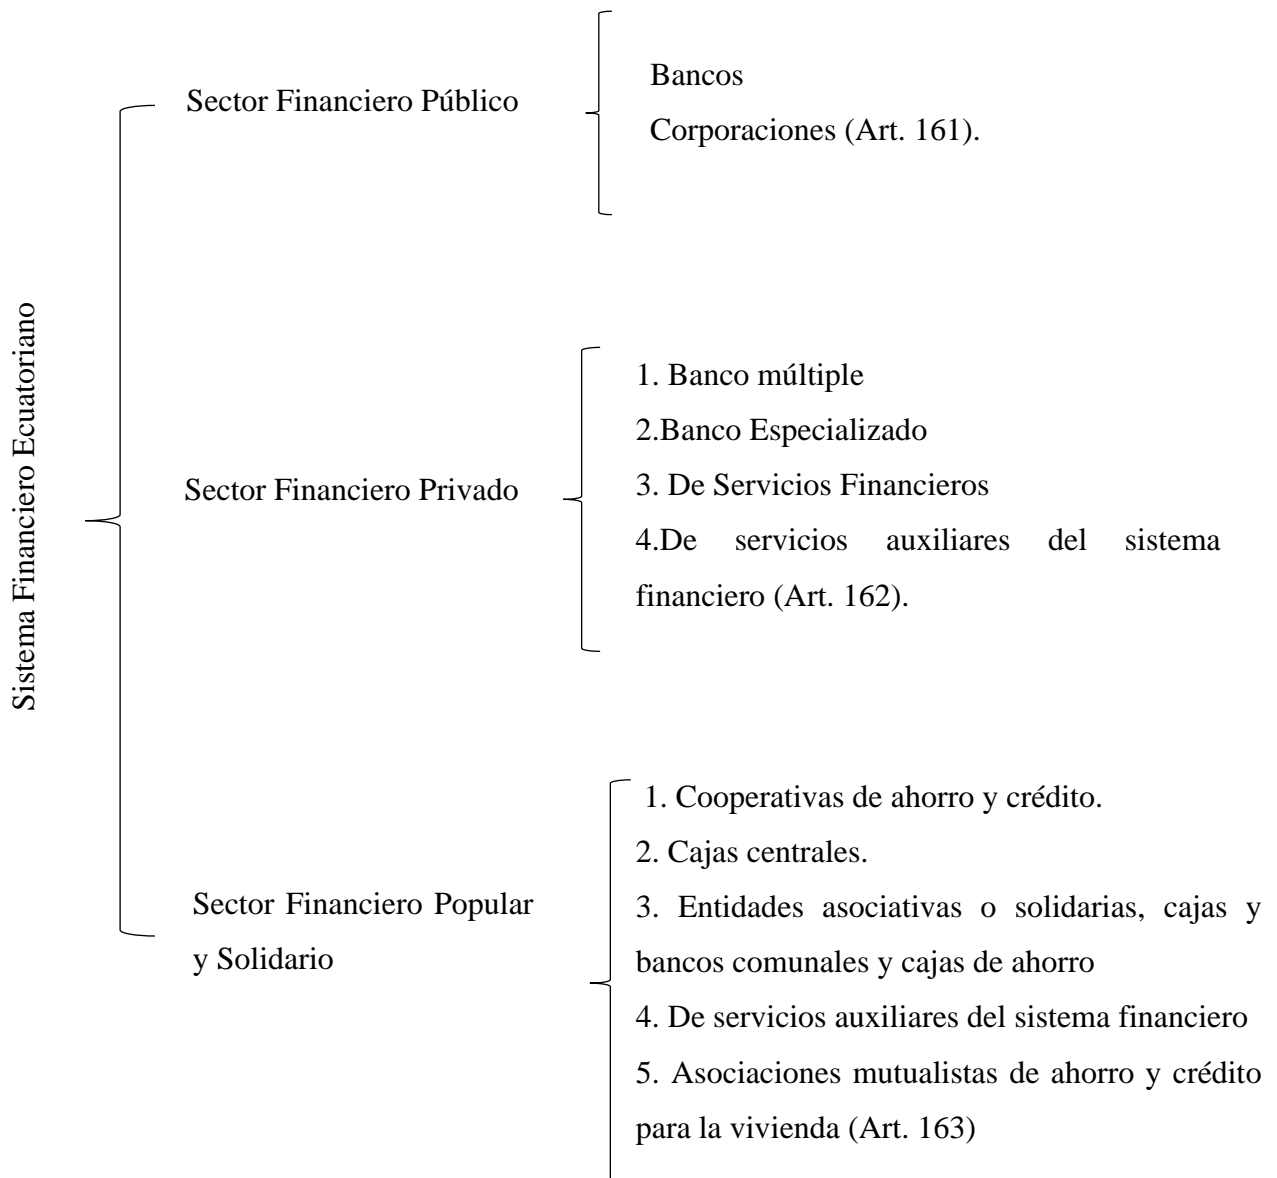 Sistema Financiero Ecuatoriano
Sector Financiero Público
Bancos
Corporaciones (Art. 161).
Sector Financiero Privado
1. Banco múltiple
2.Banco Especializado
3. De Servicios Financieros
4.De servicios auxiliares del sistema
financiero (Art. 162).
Sector Financiero Popular
y Solidario
1. Cooperativas de ahorro y crédito.
2. Cajas centrales.
3. Entidades asociativas o solidarias, cajas y
bancos comunales y cajas de ahorro
4. De servicios auxiliares del sistema financiero
5. Asociaciones mutualistas de ahorro y crédito
para la vivienda (Art. 163)